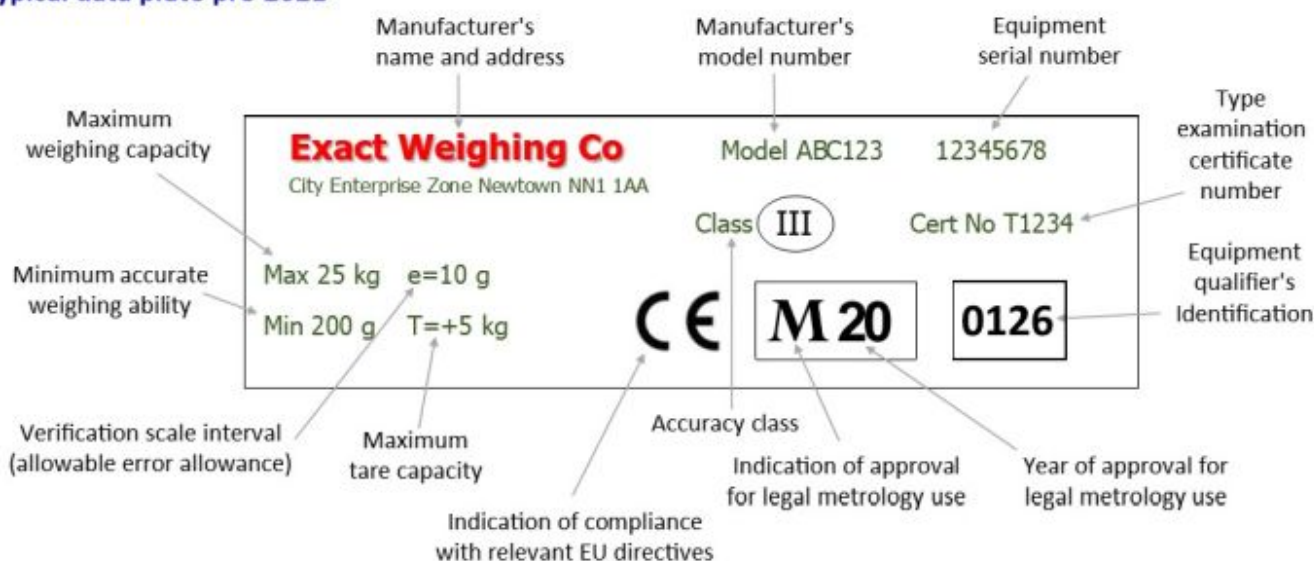 Typical data plate pre 2021
Manufacturer's
name and address
Manufacturer's
model number
Equipment
serial number
Type
examination
certificate
number
Maximum
weighing capacity
Exact Weighing Co
Model ABC123
12345678
City Enterprise Zone Newtown NN1 1AA
Class III
Cert No T1234
Minimum accurate
weighing ability
Max 25 kg e=10 g
Min 200 g T=+5 kg
CE
M 20
0126
Equipment
qualifier's
Identification
Verification scale interval
(allowable error allowance)
Maximum
tare capacity
Accuracy class
Indication of compliance
with relevant EU directives
Indication of approval
for legal metrology use
Year of approval for
legal metrology use